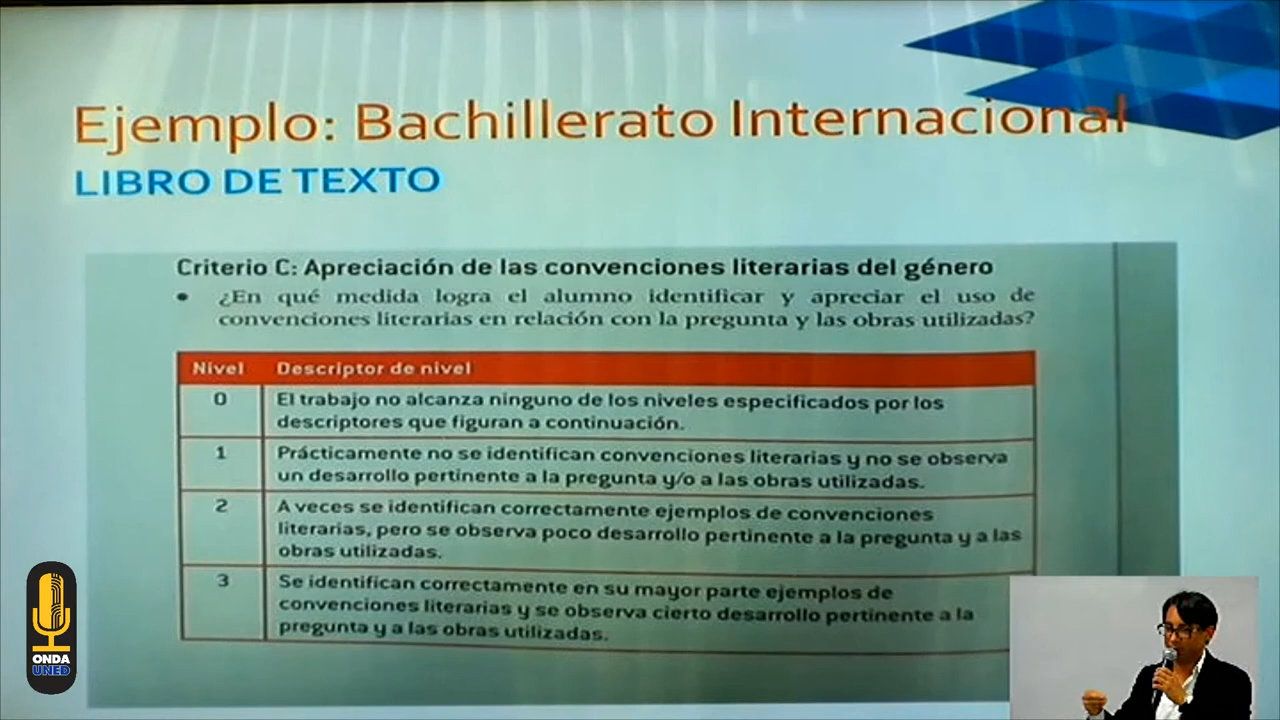 Ejemplo: Bachillerato Internacional
LIBRO DE TEXTO
Criterio C: Apreciación de las convenciones literarias del género
• ¿En qué medida logra el alumno identificar y apreciar el uso de
convenciones literarias en relación con la pregunta y las obras utilizadas?
Nivel Descriptor de nivel
0 El trabajo no alcanza ninguno de los niveles especificados por los
descriptores que figuran a continuación.
1 Prácticamente no se identifican convenciones literarias y no se observa
un desarrollo pertinente a la pregunta y/o a las obras utilizadas.
2 A veces se identifican correctamente ejemplos de convenciones
literarias, pero se observa poco desarrollo pertinente a la pregunta y a las
obras utilizadas.
3 Se identifican correctamente en su mayor parte ejemplos de
convenciones literarias y se observa cierto desarrollo pertinente a la
pregunta y a las obras utilizadas.
ONDA
UNED